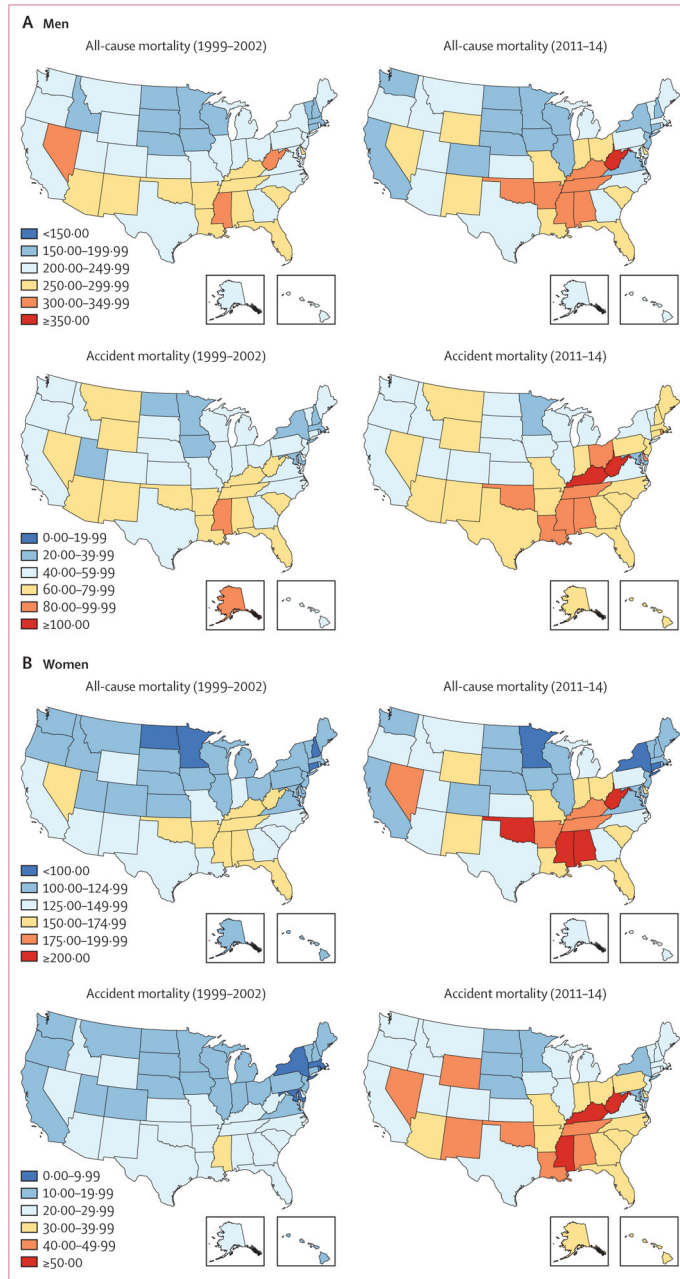 A Men
All-cause mortality (1999–2002)
All-cause mortality (2011–14)
<150·00
150·00–199·99
200·00–249·99
250·00–299·99
300·00–349·99
≥350·00
Accident mortality (1999–2002)
Accident mortality (2011–14)
0·00–19·99
20·00–39·99
40·00–59·99
60·00–79·99
80·00–99·99
≥100·00
B Women
All-cause mortality (1999–2002)
All-cause mortality (2011–14)
<100·00
100·00–124·99
125·00–149·99
150·00–174·99
175·00–199·99
≥200·00
Accident mortality (1999–2002)
Accident mortality (2011–14)
0·00–9·99
10·00–19·99
20·00–29·99
30·00–39·99
40·00–49·99
≥50·00